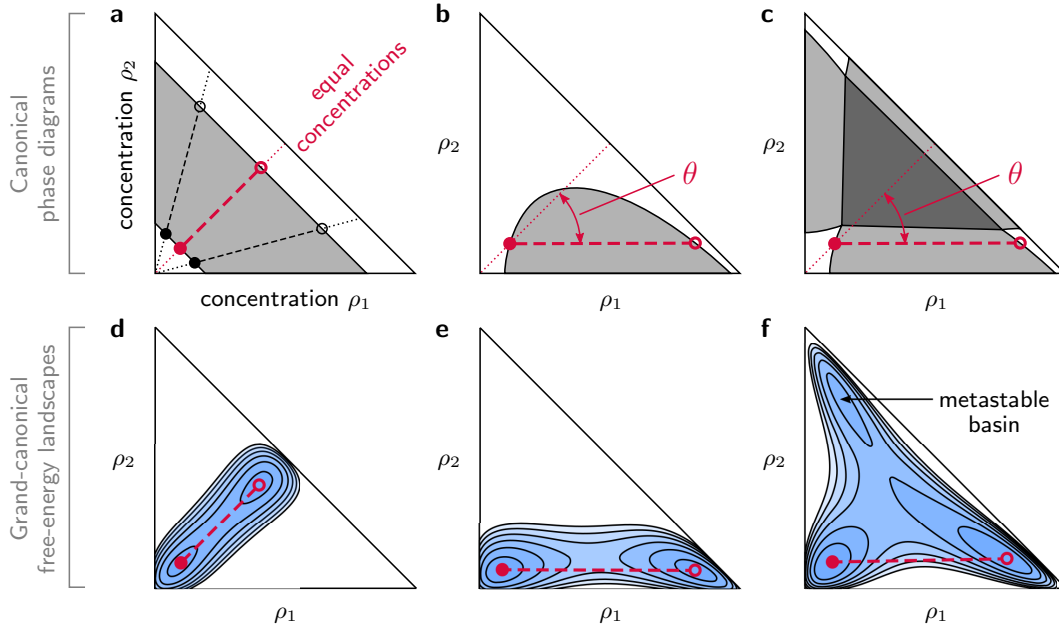 Canonical
phase diagrams
a
concentration ρ2
equal
concentrations
concentration ρ1
b
ρ2
θ
ρ1
c
ρ2
θ
ρ1
Grand-canonical
free-energy landscapes
d
ρ2
ρ1
e
ρ2
ρ1
f
metastable
basin
ρ2
ρ1